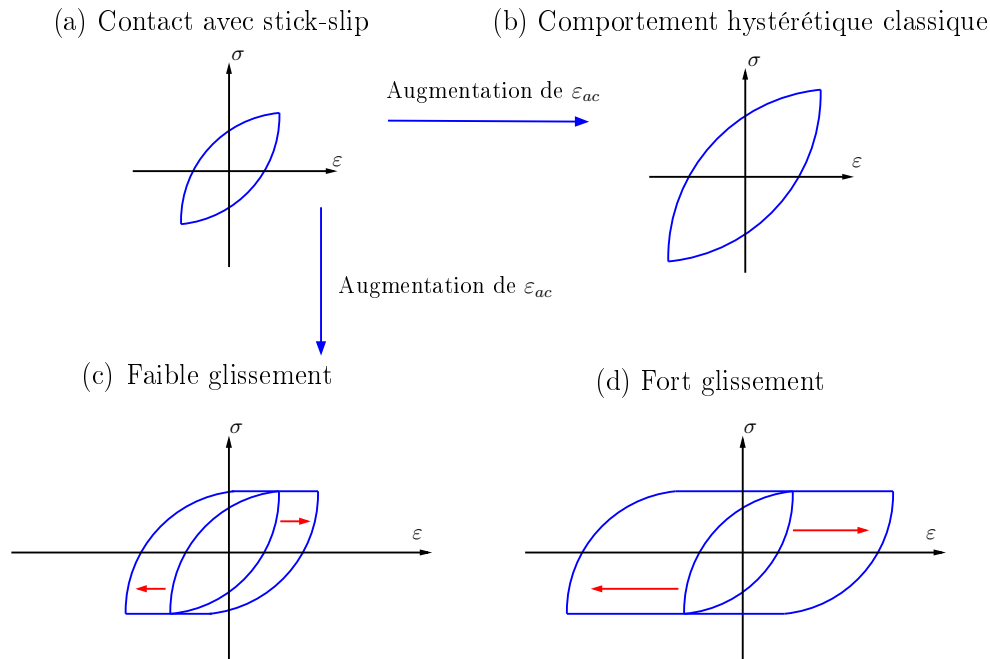 (a) Contact avec stick-slip
(b) Comportement hystérétique classique
σ
ε
Augmentation de ε_ac
σ
ε
Augmentation de ε_ac
(c) Faible glissement
(d) Fort glissement
σ
ε
σ
ε